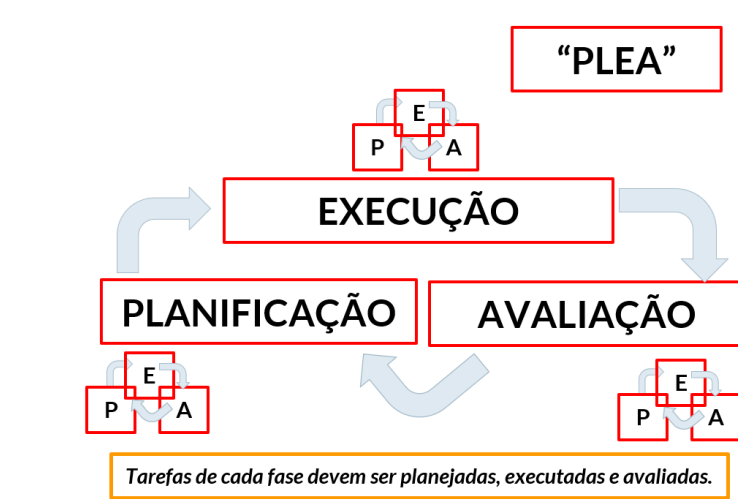 “PLEA”
E
P
A
EXECUÇÃO
PLANIFICAÇÃO
AVALIAÇÃO
E
P
A
E
P
A
Tarefas de cada fase devem ser planejadas, executadas e avaliadas.